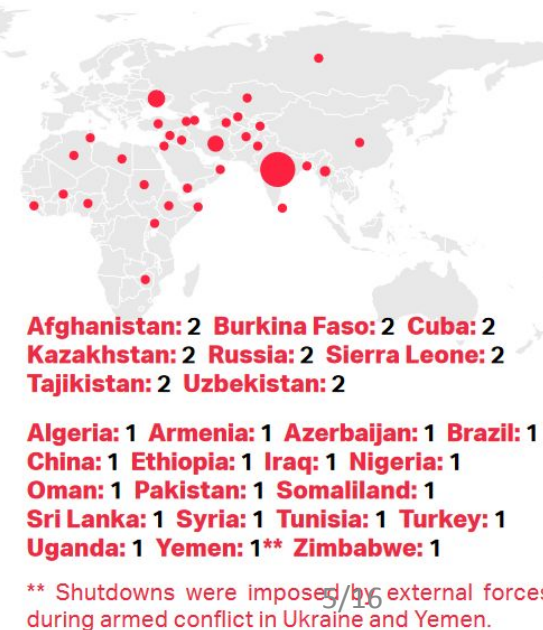 Afghanistan: 2 Burkina Faso: 2 Cuba: 2
Kazakhstan: 2 Russia: 2 Sierra Leone: 2
Tajikistan: 2 Uzbekistan: 2
Algeria: 1 Armenia: 1 Azerbaijan: 1 Brazil: 1
China: 1 Ethiopia: 1 Iraq: 1 Nigeria: 1
Oman: 1 Pakistan: 1 Somaliland: 1
Sri Lanka: 1 Syria: 1 Tunisia: 1 Turkey: 1
Uganda: 1 Yemen: 1** Zimbabwe: 1
** Shutdowns were imposed by external forces
5/16
during armed conflict in Ukraine and Yemen.